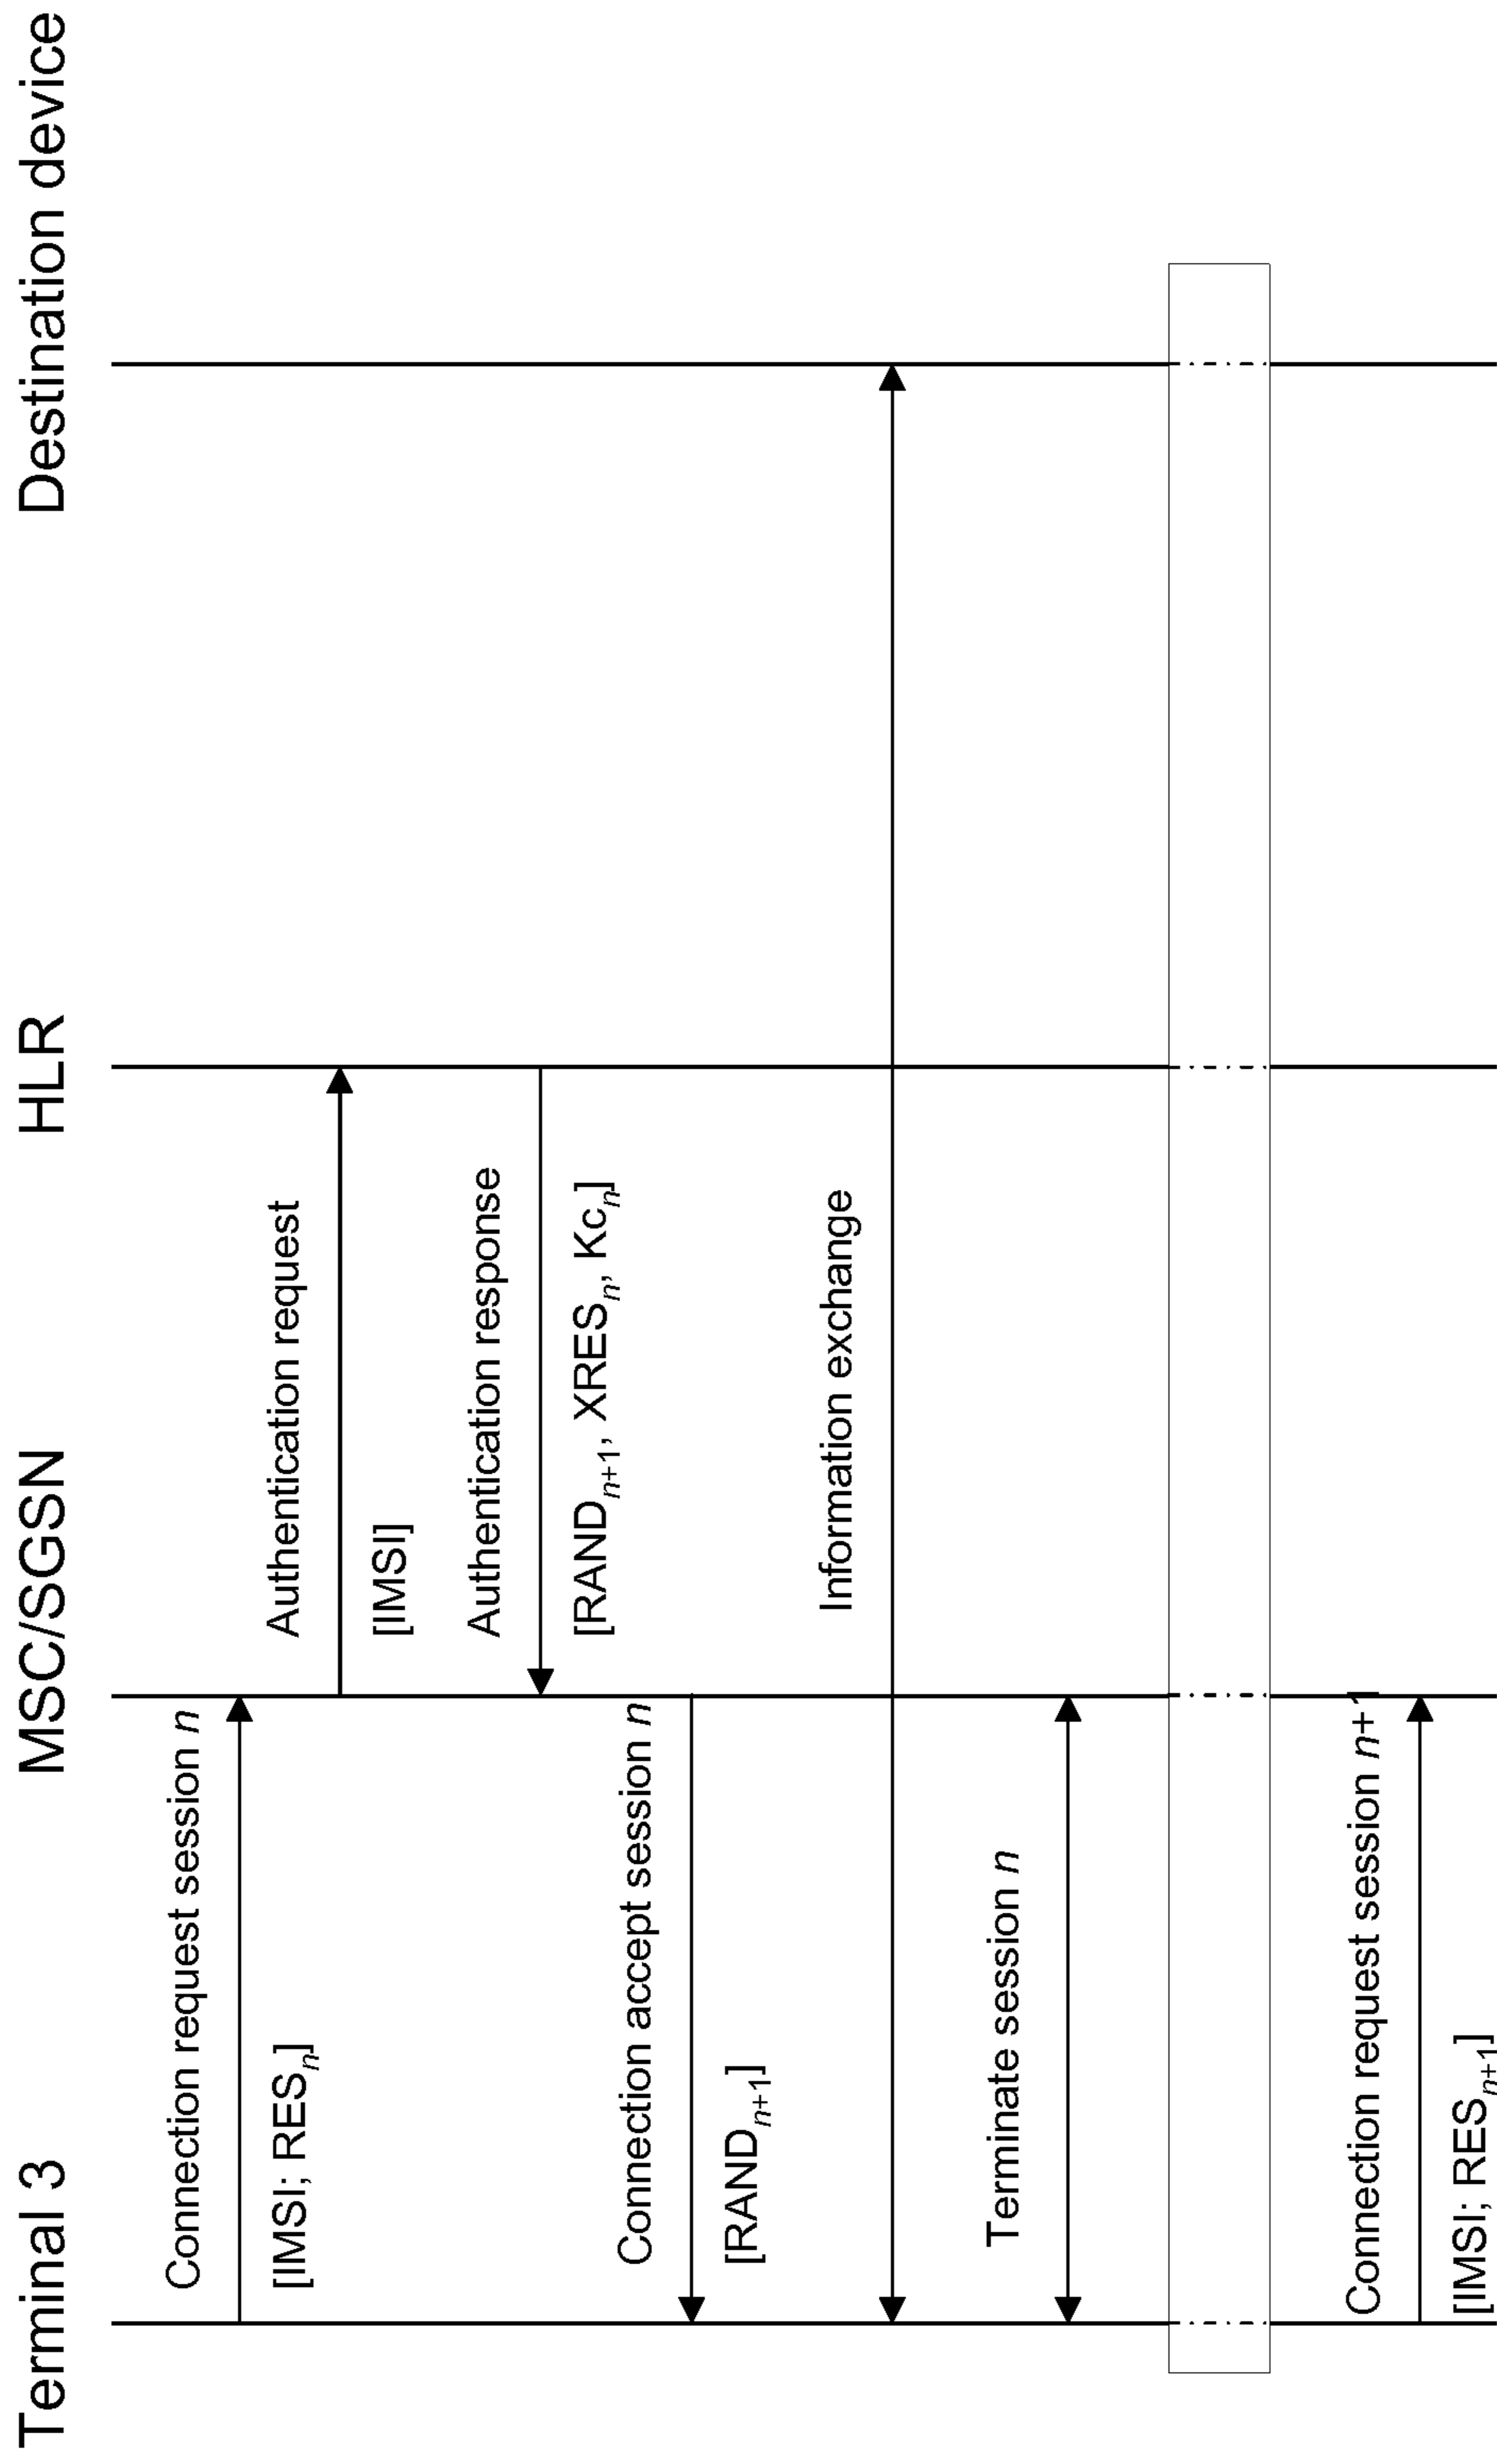 Terminal 3
MSC/SGSN
HLR
Destination device
Connection request session n
[IMSI; RESn]
Authentication request
[IMSI]
Authentication response
[RANDn+1, XRESn, Kcn]
Connection accept session n
[RANDn+1]
Information exchange
Terminate session n
Connection request session n+1
[IMSI; RESn+1]